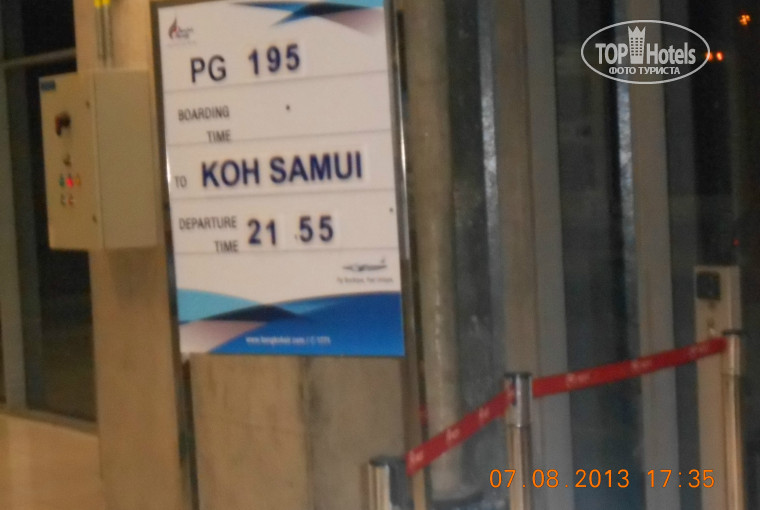 TOP Hotels
ФОТО ТУРИСТА
PG 195
BOARDING
TIME
TO KOH SAMUI
DEPARTURE
TIME 21 55
07.08.2013 17:35